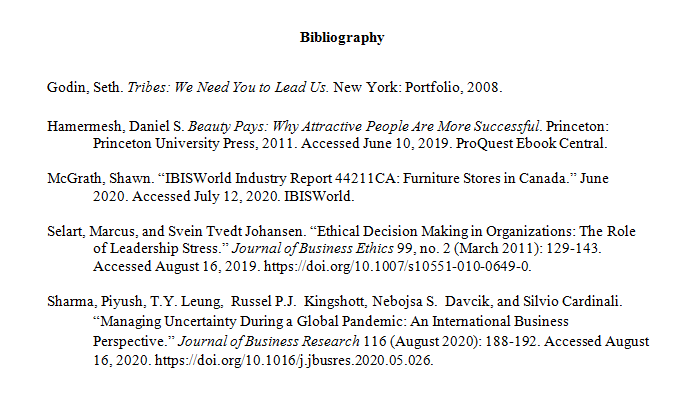 Bibliography
Godin, Seth. Tribes: We Need You to Lead Us. New York: Portfolio, 2008.
Hamermesh, Daniel S. Beauty Pays: Why Attractive People Are More Successful. Princeton:
Princeton University Press, 2011. Accessed June 10, 2019. ProQuest Ebook Central.
McGrath, Shawn. “IBISWorld Industry Report 44211CA: Furniture Stores in Canada.” June
2020. Accessed July 12, 2020. IBISWorld.
Selart, Marcus, and Svein Tvedt Johansen. “Ethical Decision Making in Organizations: The Role
of Leadership Stress.” Journal of Business Ethics 99, no. 2 (March 2011): 129-143.
Accessed August 16, 2019. https://doi.org/10.1007/s10551-010-0649-0.
Sharma, Piyush, T.Y. Leung,  Russel P.J.  Kingshott, Nebojsa S.  Davcik, and Silvio Cardinali.
“Managing Uncertainty During a Global Pandemic: An International Business
Perspective.” Journal of Business Research 116 (August 2020): 188-192. Accessed August
16, 2020. https://doi.org/10.1016/j.jbusres.2020.05.026.